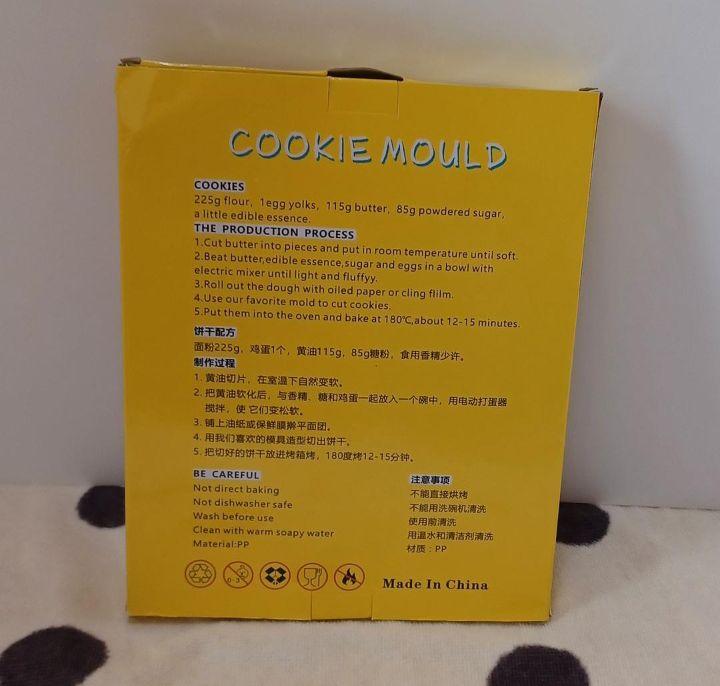 COOKIE MOULD
COOKIES
225g flour, 1egg yolks, 115g butter, 85g powdered sugar,
a little edible essence.
THE PRODUCTION PROCESS
1.Cut butter into pieces and put in room temperature until soft.
2.Beat butter,edible essence,sugar and eggs in a bowl with
electric mixer until light and fluffyy.
3.Roll out the dough with oiled paper or cling flilm.
4.Use our favorite mold to cut cookies.
5.Put them into the oven and bake at 180℃,about 12-15 minutes.
饼干配方
面粉225g，鸡蛋1个，黄油115g，85g糖粉，食用香精少许。
制作过程
1. 黄油切片，在室温下自然变软。
2. 把黄油软化后，与香精．糖和鸡蛋一起放入一个碗中，用电动打蛋器
搅拌，使 它们变松软。
3. 铺上油纸或保鲜膜擀平面团。
4. 用我们喜欢的模具造型切出饼干。
5. 把切好的饼干放进烤箱烤，180度烤12-15分钟。
BE CAREFUL
Not direct baking
Not dishwasher safe
Wash before use
Clean with warm soapy water
Material:PP
注意事项
不能直接烘烤
不能用洗碗机清洗
使用前清洗
用温水和清洁剂清洗
材质：PP
0-3
Made In China